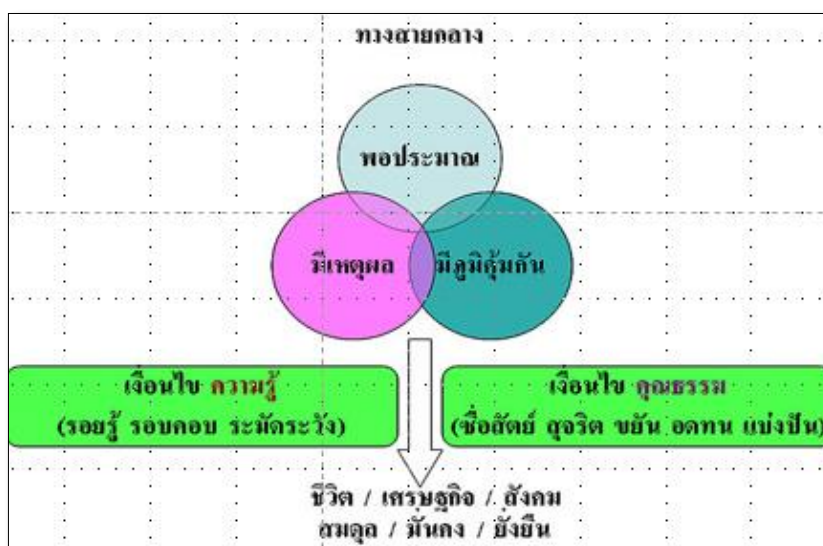 ทางสายกลาง
พอประมาณ
มีเหตุผล
มีภูมิคุ้มกัน
เงื่อนไข ความรู้
(รอยรู้ รอบคอบ ระมัดระวัง)
เงื่อนไข คุณธรรม
(ซื่อสัตย์ สุจริต ขยัน อดทน แบ่งปัน)
ชีวิต / เศรษฐกิจ / สังคม
สมดุล / มั่นคง / ยั่งยืน